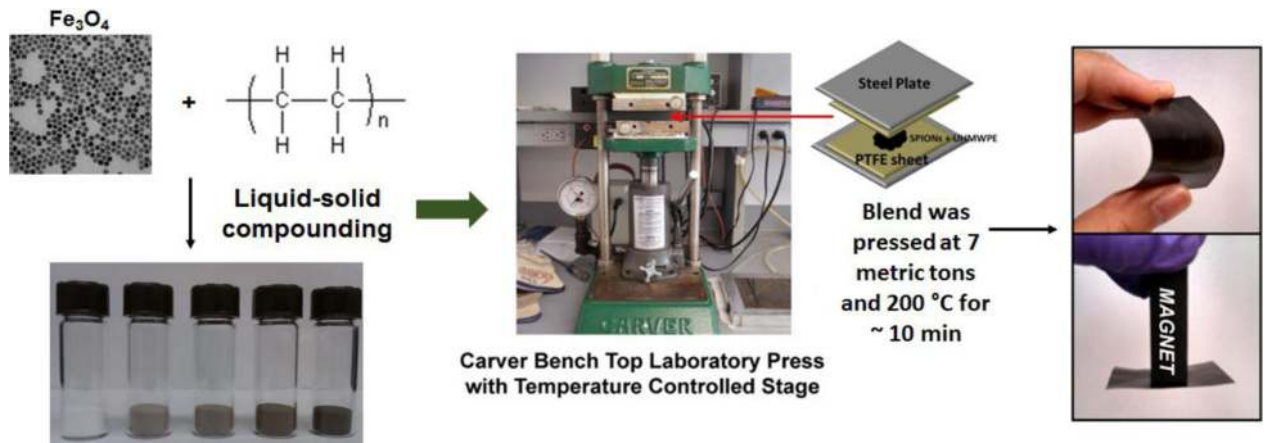 Fe3O4
+
H H
( C C )n
H H
Liquid-solid
compounding
CARVER
Carver Bench Top Laboratory Press
with Temperature Controlled Stage
Steel Plate
SPIONs + UHMWPE
PTFE sheet
Blend was
pressed at 7
metric tons
and 200 °C for
~ 10 min
MAGNET